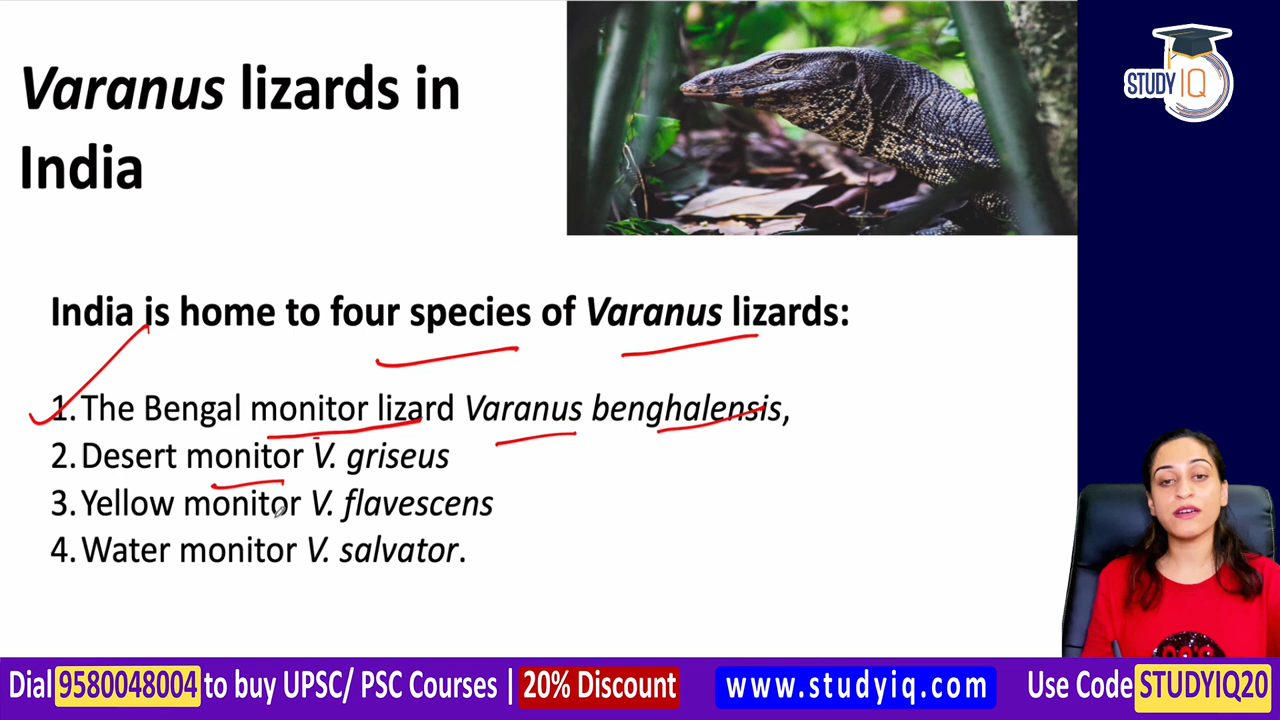 Varanus lizards in
India
STUDY IQ
India is home to four species of Varanus lizards:
1. The Bengal monitor lizard Varanus benghalensis,
2. Desert monitor V. griseus
3. Yellow monitor V. flavescens
4. Water monitor V. salvator.
Dial 9580048004 to buy UPSC/ PSC Courses | 20% Discount www.studyiq.com Use Code STUDYIQ20